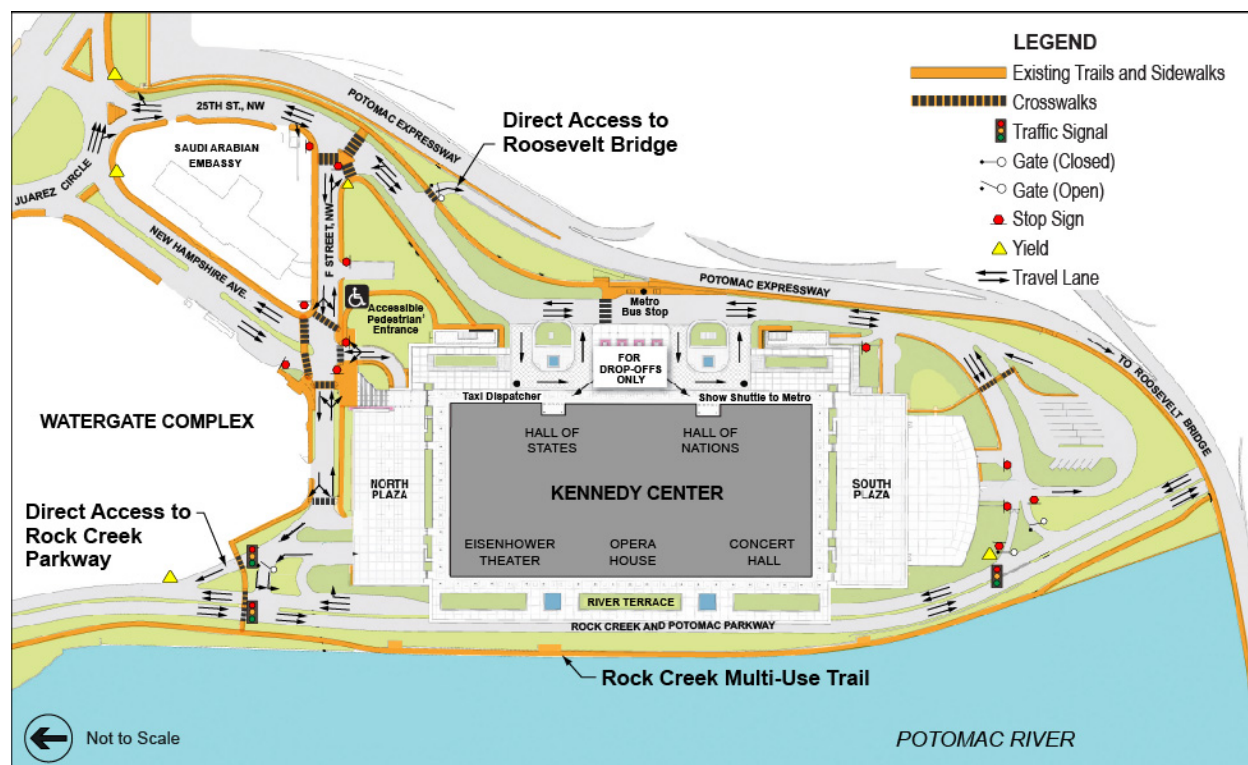 LEGEND
Existing Trails and Sidewalks
Crosswalks
Traffic Signal
Gate (Closed)
Gate (Open)
Stop Sign
Yield
Travel Lane
25TH ST., NW
POTOMAC EXPRESSWAY
Direct Access to
Roosevelt Bridge
SAUDI ARABIAN
EMBASSY
JUAREZ CIRCLE
NEW HAMPSHIRE AVE.
F STREET, NW
POTOMAC EXPRESSWAY
Accessible
Pedestrian'
Entrance
Metro
Bus Stop
FOR
DROP-OFFS
ONLY
TO ROOSEVELT BRIDGE
Taxi Dispatcher
Show Shuttle to Metro
WATERGATE COMPLEX
HALL OF
STATES
HALL OF
NATIONS
NORTH
PLAZA
KENNEDY CENTER
SOUTH
PLAZA
Direct Access to
Rock Creek
Parkway
EISENHOWER
THEATER
OPERA
HOUSE
CONCERT
HALL
RIVER TERRACE
ROCK CREEK AND POTOMAC PARKWAY
Rock Creek Multi-Use Trail
Not to Scale
POTOMAC RIVER